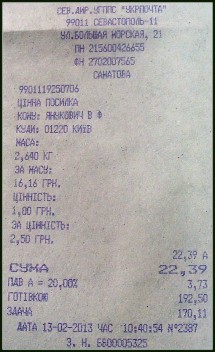 СЕВ.ДИР.УГППС "УКРПОЧТА"
99011 СЕВАСТОПОЛЬ-11
УЛ.БОЛЬШАЯ МОРСКАЯ, 21
ПН 215600426655
ФН 2702007565
САНАТОВА
9901119250706
ЦІННА ПОСИЛКА
КОМУ: ЯНУКОВИЧ В Ф
КУДИ: 01220 КИЇВ
МАСА:
2,640 КГ
ЗА МАСУ:
16,16 ГРН.
ЦІННІСТЬ:
1,00 ГРН.
ЗА ЦІННІСТЬ:
2,50 ГРН.
22,39 А
СУМА 22,39
ПДВ А = 20,00% 3,73
ГОТІВКОЮ 192,50
ЗДАЧА 170,11
ДАТА 13-02-2013 ЧАС 10:40:54 №2387
З. Н. БВ00005325